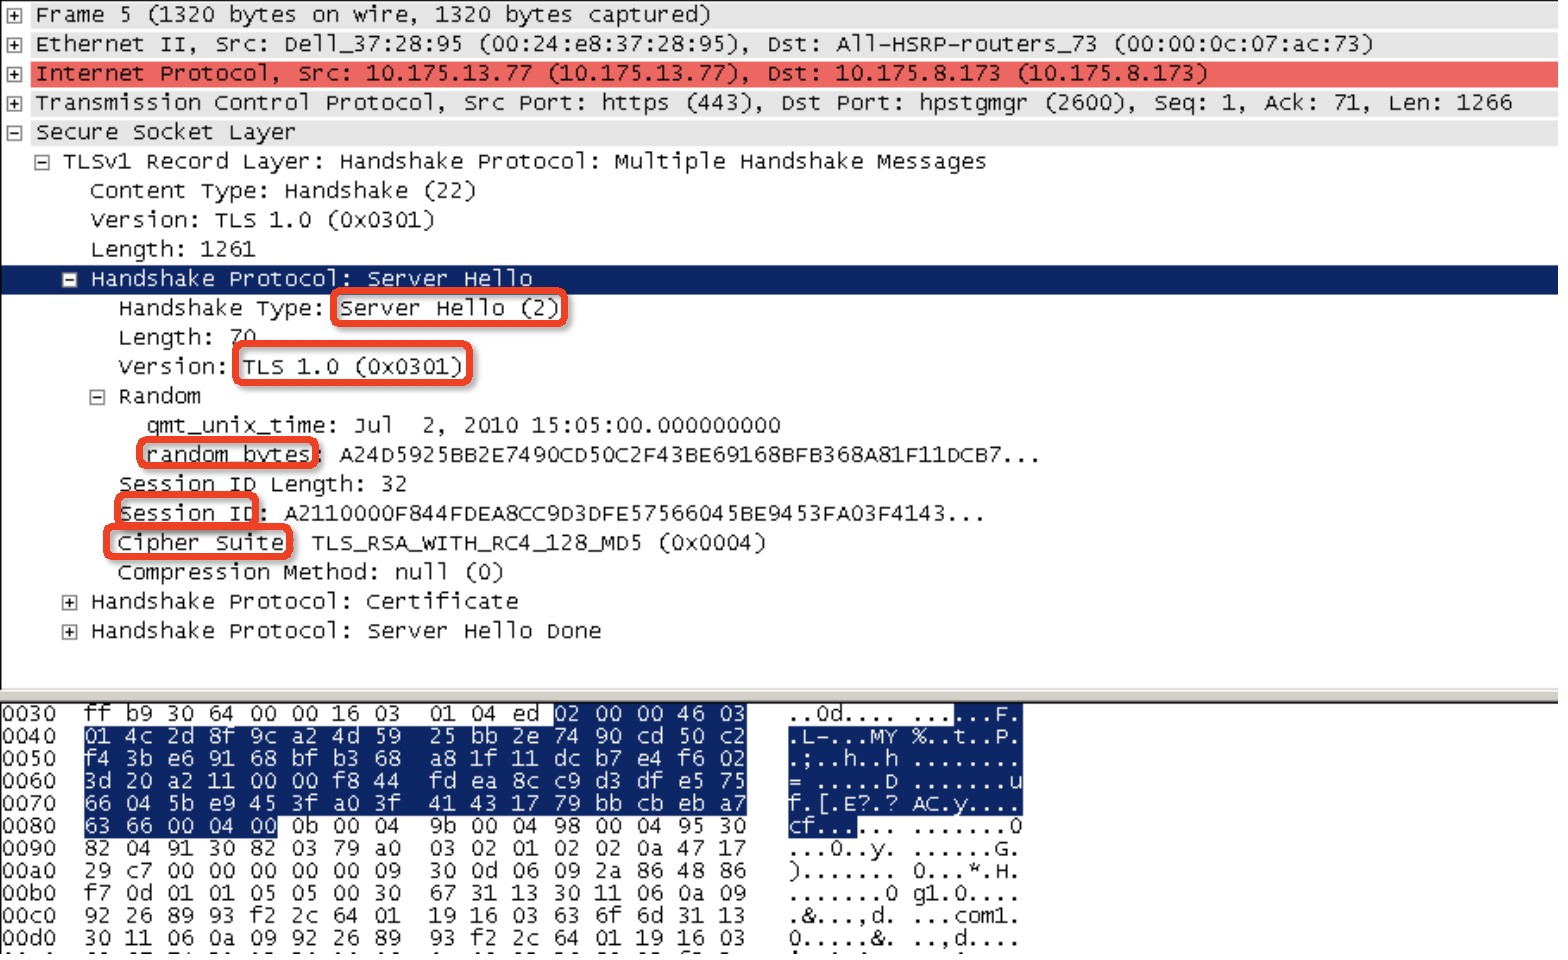 Frame 5 (1320 bytes on wire, 1320 bytes captured)
Ethernet II, Src: Dell_37:28:95 (00:24:e8:37:28:95), Dst: All-HSRP-routers_73 (00:00:0c:07:ac:73)
Internet Protocol, Src: 10.175.13.77 (10.175.13.77), Dst: 10.175.8.173 (10.175.8.173)
Transmission Control Protocol, Src Port: https (443), Dst Port: hpstgmgr (2600), Seq: 1, Ack: 71, Len: 1266
Secure Socket Layer
TLSv1 Record Layer: Handshake Protocol: Multiple Handshake Messages
Content Type: Handshake (22)
Version: TLS 1.0 (0x0301)
Length: 1261
Handshake Protocol: Server Hello
Handshake Type: Server Hello (2)
Length: 70
Version: TLS 1.0 (0x0301)
Random
gmt_unix_time: Jul  2, 2010 15:05:00.000000000
random_bytes: A24D5925BB2E7490CD50C2F43BE69168BFB368A81F11DCB7...
Session ID Length: 32
Session ID: A2110000F844FDEA8CC9D3DFE57566045BE9453FA03F4143...
Cipher Suite: TLS_RSA_WITH_RC4_128_MD5 (0x0004)
Compression Method: null (0)
Handshake Protocol: Certificate
Handshake Protocol: Server Hello Done
0030 ff b9 30 64 00 00 16 03 01 04 ed 02 00 00 46 03 ..0d.... ......F.
0040 01 4c 2d 8f 9c a2 4d 59 25 bb 2e 74 90 cd 50 c2 .L-...MY %..t..P.
0050 f4 3b e6 91 68 bf b3 68 a8 1f 11 dc b7 e4 f6 02 .;..h..h ........
0060 3d 20 a2 11 00 00 f8 44 fd ea 8c c9 d3 df e5 75 = .....D .......u
0070 66 04 5b e9 45 3f a0 3f 41 43 17 79 bb cb eb a7 f.[.E?.? AC.y....
0080 63 66 00 04 00 0b 00 04 9b 00 04 98 00 04 95 30 cf...... .......0
0090 82 04 91 30 82 03 79 a0 03 02 01 02 02 0a 47 17 ...0..y. ......G.
00a0 29 c7 00 00 00 00 00 09 30 0d 06 09 2a 86 48 86 )....... 0...*.H.
00b0 f7 0d 01 01 05 05 00 30 67 31 13 30 11 06 0a 09 .......0 g1.0....
00c0 92 26 89 93 f2 2c 64 01 19 16 03 63 6f 6d 31 13 .&...,d. ...com1.
00d0 30 11 06 0a 09 92 26 89 93 f2 2c 64 01 19 16 03 0.....&. ..,d....